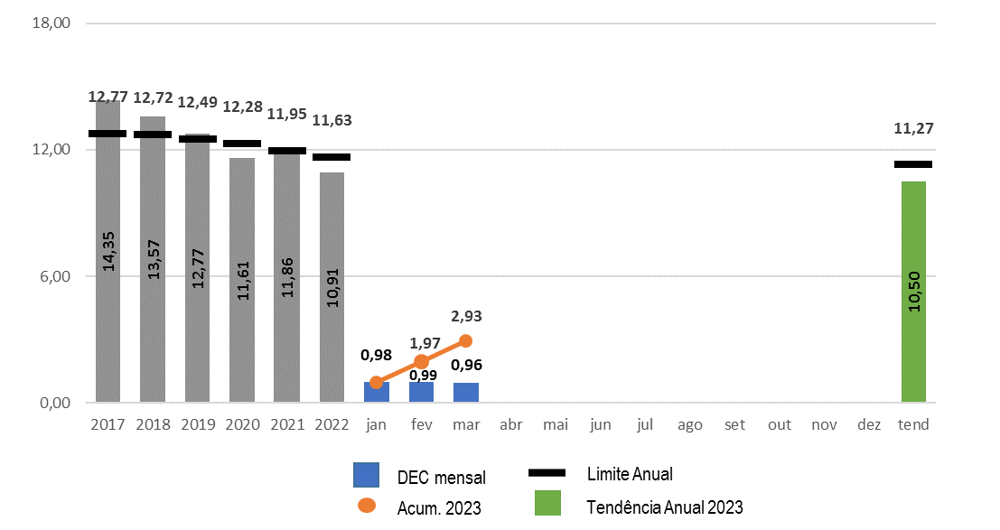 18,00
12,77 12,72 12,49 12,28 11,95 11,63
11,27
12,00
14,35 13,57 12,77 11,61 11,86 10,91
10,50
6,00
2,93
1,97
0,98
0,99
0,96
0,00
2017 2018 2019 2020 2021 2022 jan fev mar abr mai jun jul ago set out nov dez tend
DEC mensal Limite Anual
Acum. 2023 Tendência Anual 2023